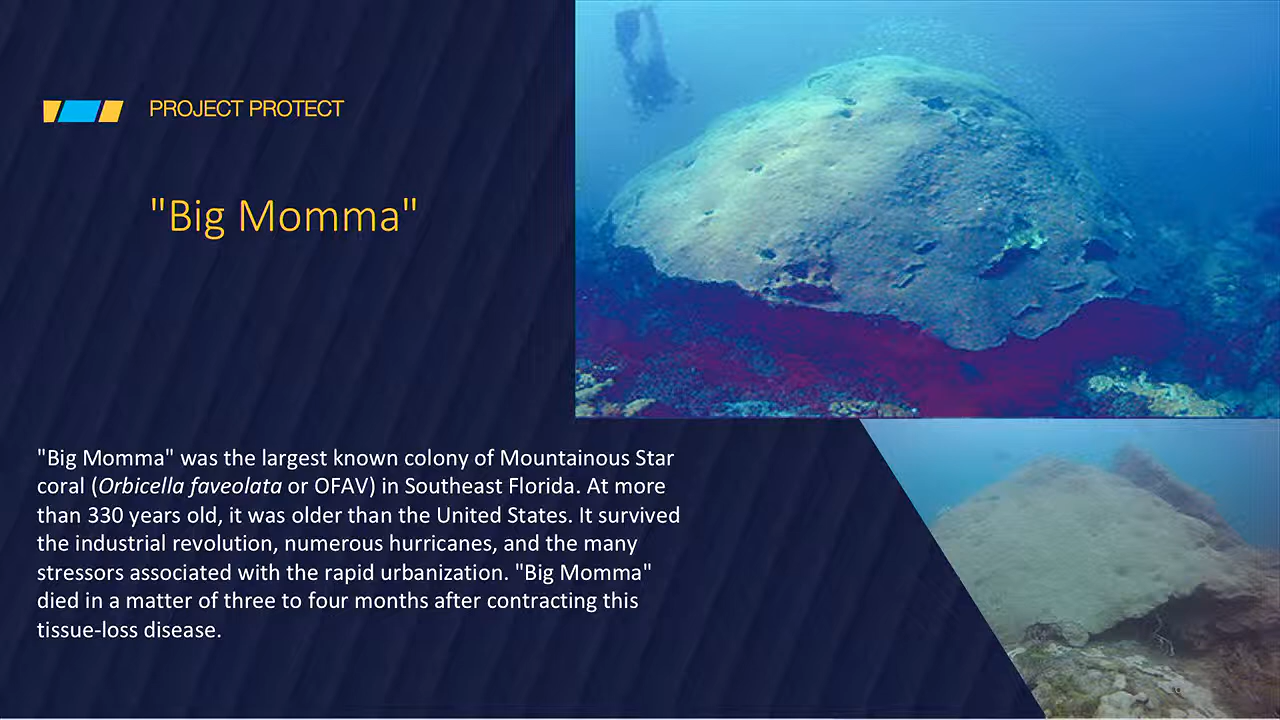 PROJECT PROTECT
"Big Momma"
"Big Momma" was the largest known colony of Mountainous Star
coral (Orbicella faveolata or OFAV) in Southeast Florida. At more
than 330 years old, it was older than the United States. It survived
the industrial revolution, numerous hurricanes, and the many
stressors associated with the rapid urbanization. "Big Momma"
died in a matter of three to four months after contracting this
tissue-loss disease.